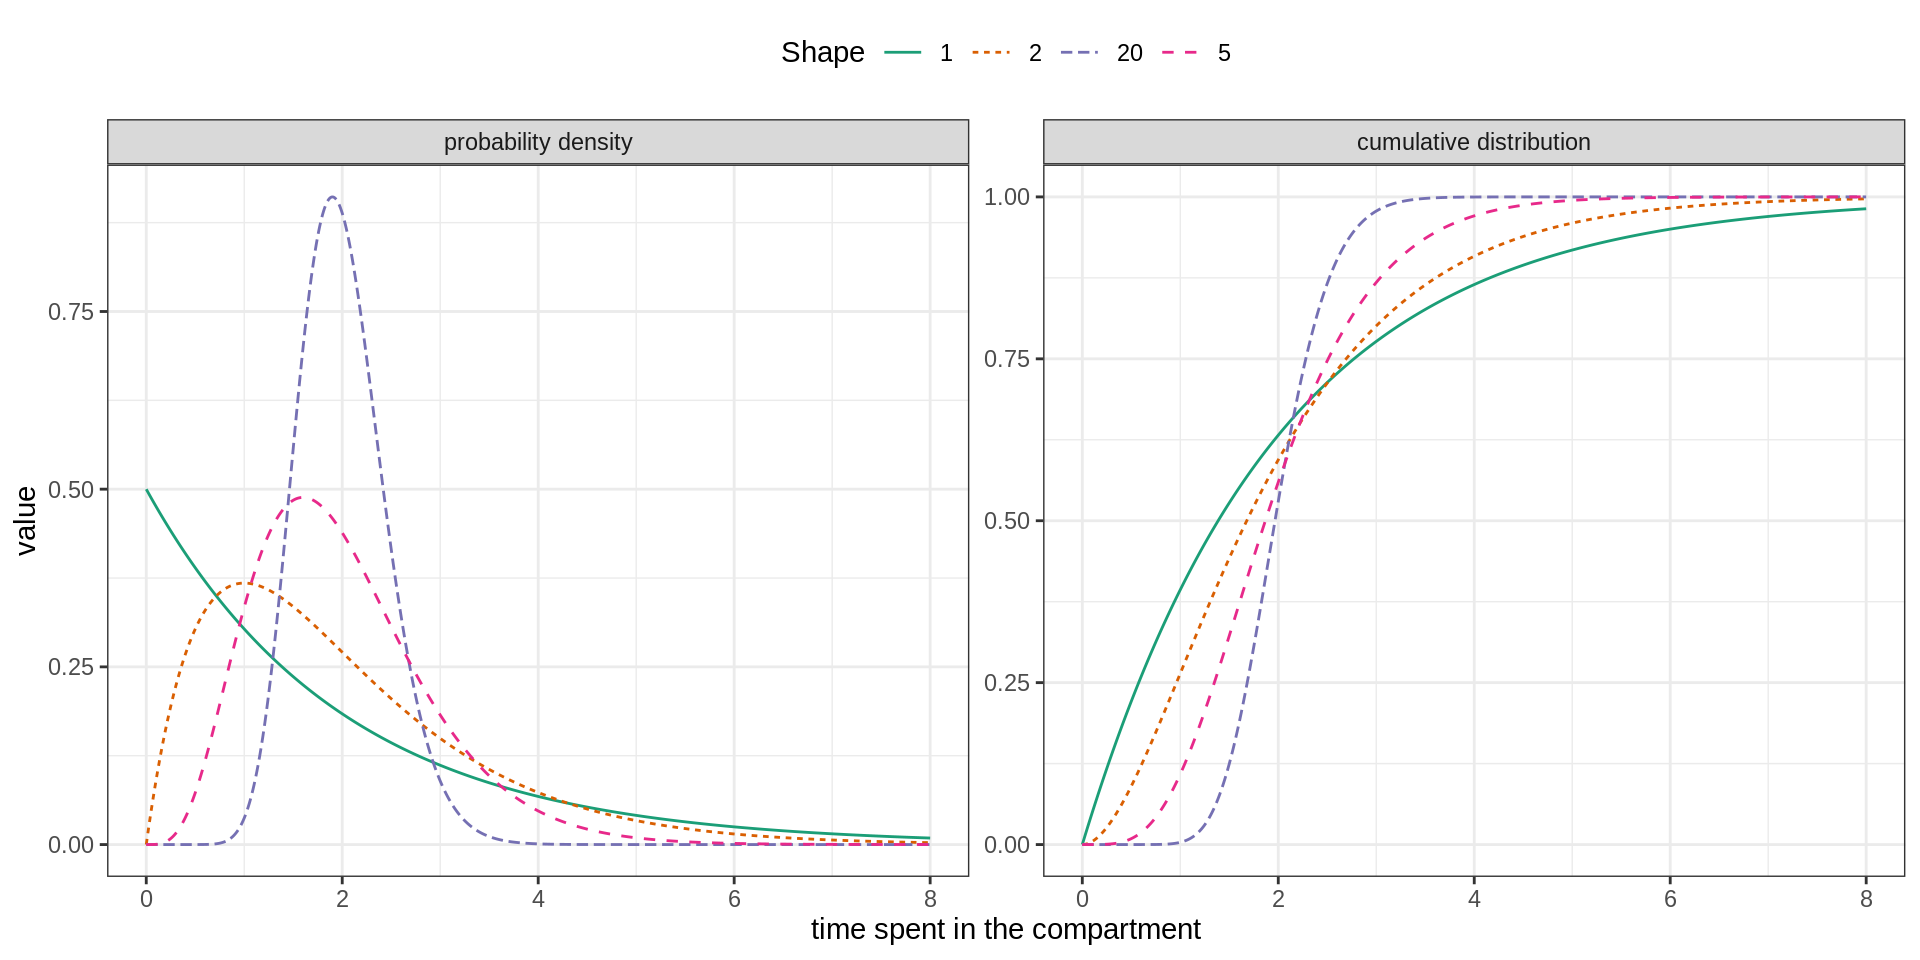 Shape 1 2 20 5
probability density
cumulative distribution
value
0.75
0.50
0.25
0.00
1.00
0.75
0.50
0.25
0.00
0 2 4 6 8
0 2 4 6 8
time spent in the compartment